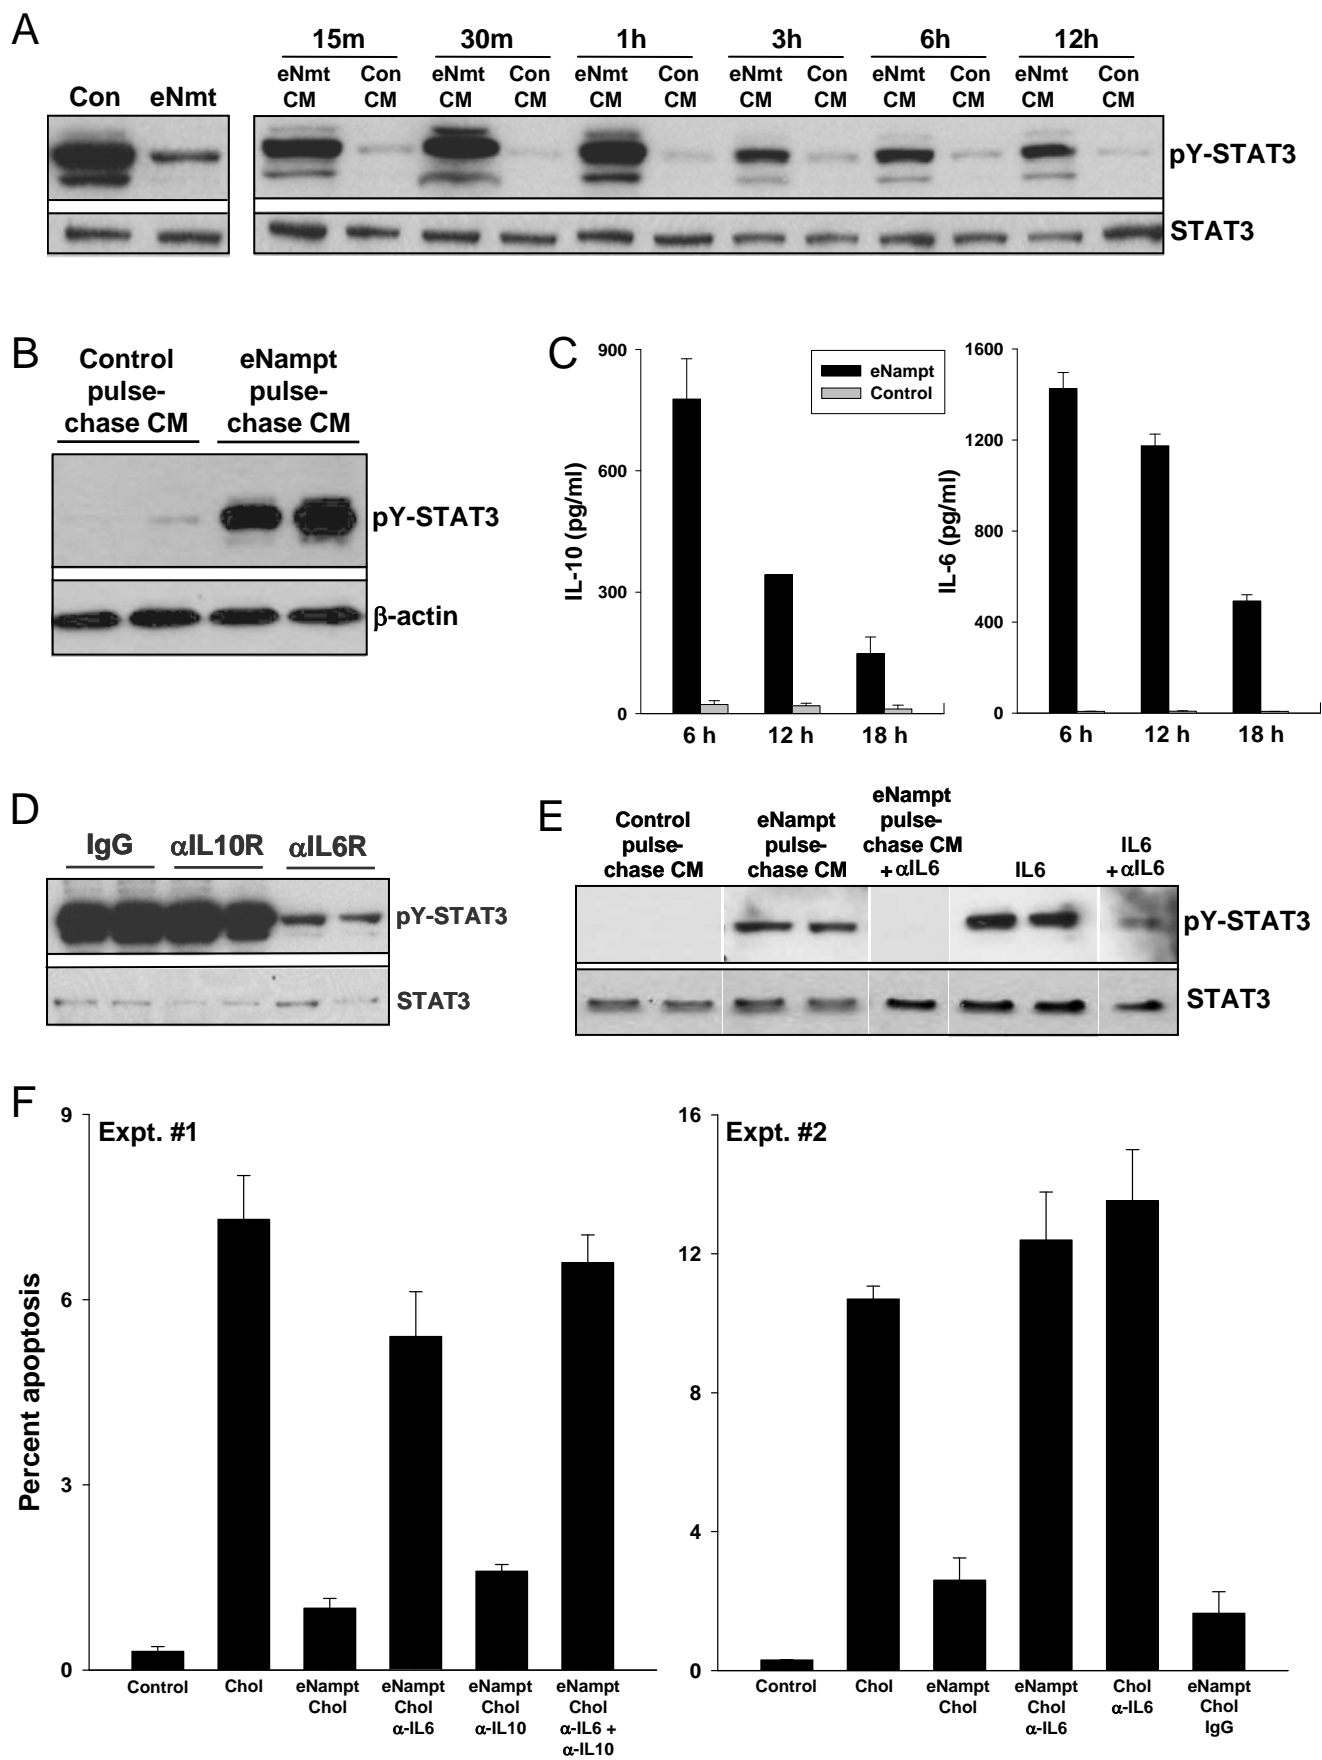 A
15m 30m 1h 3h 6h 12h
Con eNmt
eNmt Con eNmt Con eNmt Con eNmt Con eNmt Con eNmt Con
CM CM CM CM CM CM CM CM CM CM CM CM
pY-STAT3
STAT3
B
Control
pulse-
chase CM
eNampt
pulse-
chase CM
pY-STAT3
β-actin
C
900
600
300
0
IL-10 (pg/ml)
6 h 12 h 18 h
eNampt
Control
1600
1200
800
400
0
IL-6 (pg/ml)
6 h 12 h 18 h
D
IgG αIL10R αIL6R
pY-STAT3
STAT3
E
Control
pulse-
chase CM
eNampt
pulse-
chase CM
eNampt
pulse-
chase CM
+ αIL6
IL6
IL6
+ αIL6
pY-STAT3
STAT3
F
Expt. #1
9
6
3
0
Percent apoptosis
Control
Chol
eNampt
Chol
eNampt
Chol
α-IL6
eNampt
Chol
α-IL10
eNampt
Chol
α-IL6 +
α-IL10
Expt. #2
16
12
8
4
0
Control
Chol
eNampt
Chol
eNampt
Chol
α-IL6
Chol
α-IL6
eNampt
Chol
IgG